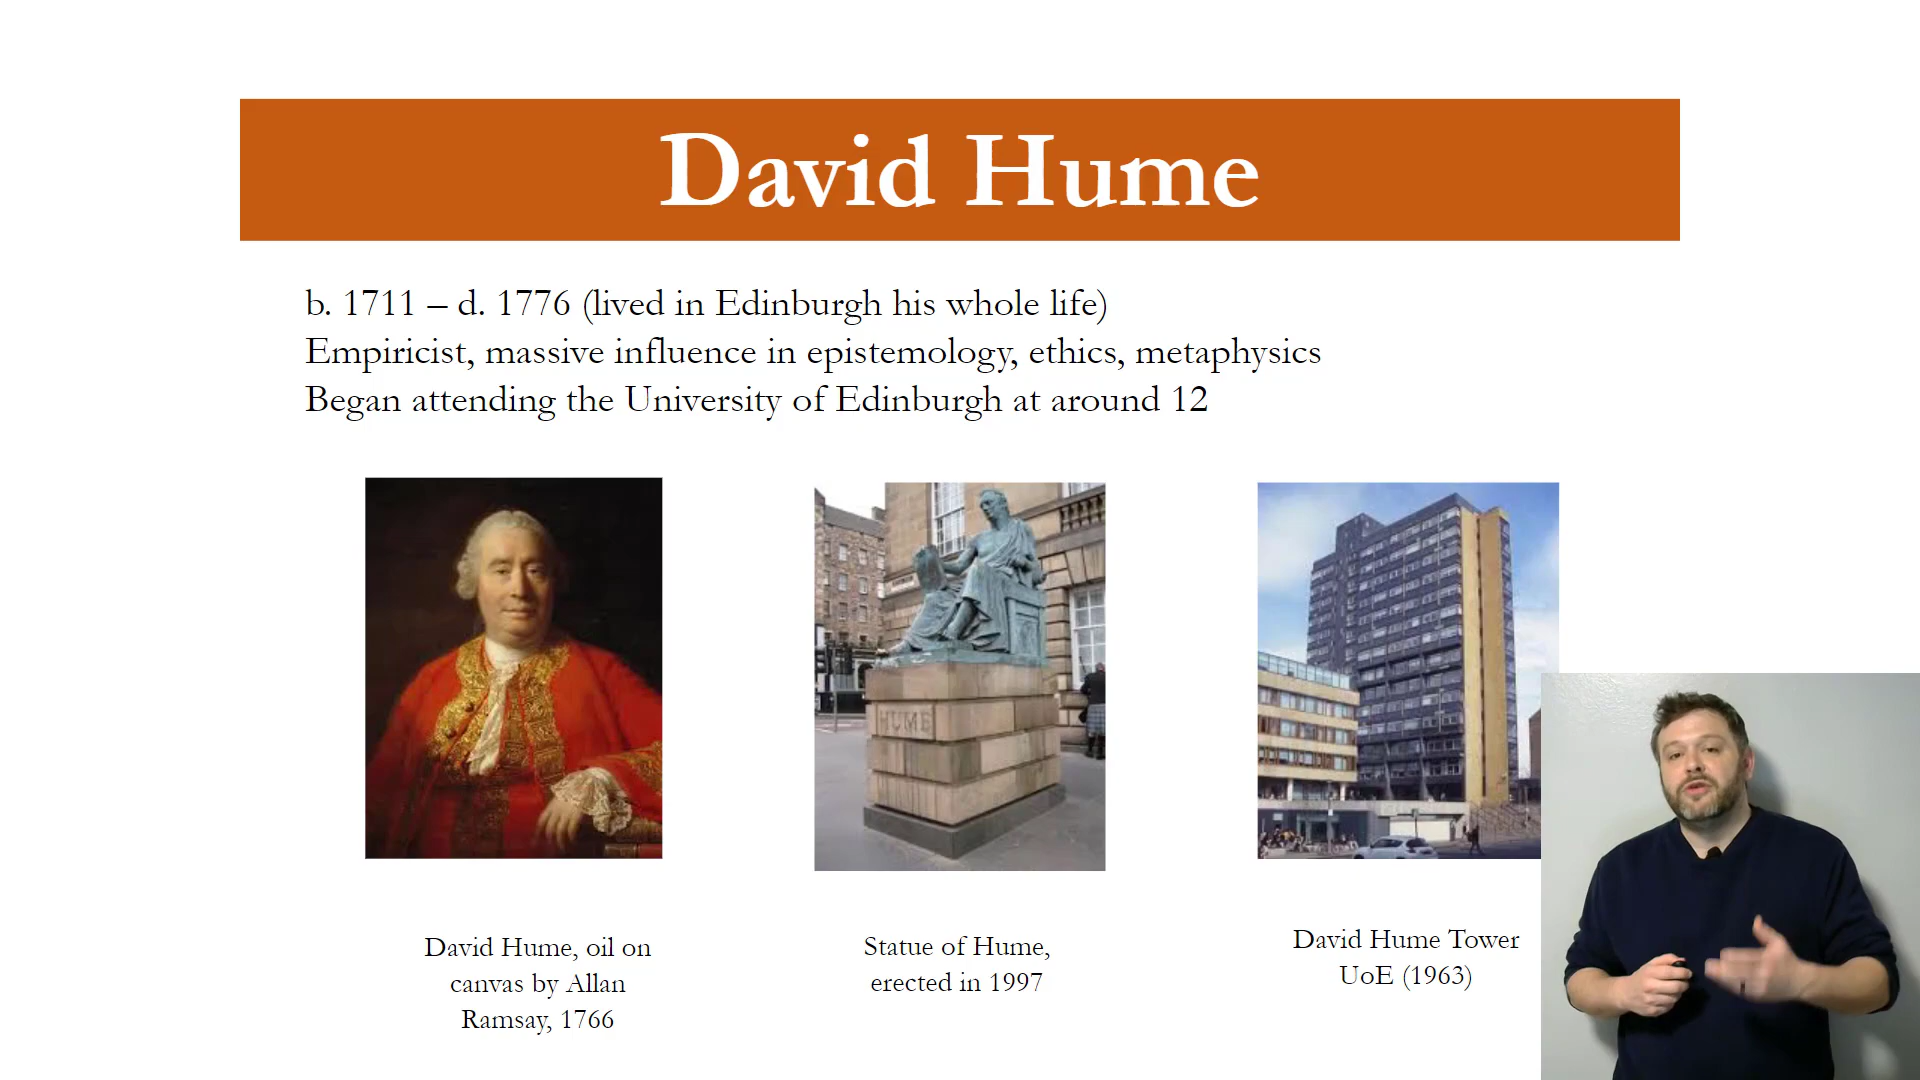 David Hume
b. 1711 – d. 1776 (lived in Edinburgh his whole life)
Empiricist, massive influence in epistemology, ethics, metaphysics
Began attending the University of Edinburgh at around 12
HUME
David Hume, oil on
canvas by Allan
Ramsay, 1766
Statue of Hume,
erected in 1997
David Hume Tower
UoE (1963)